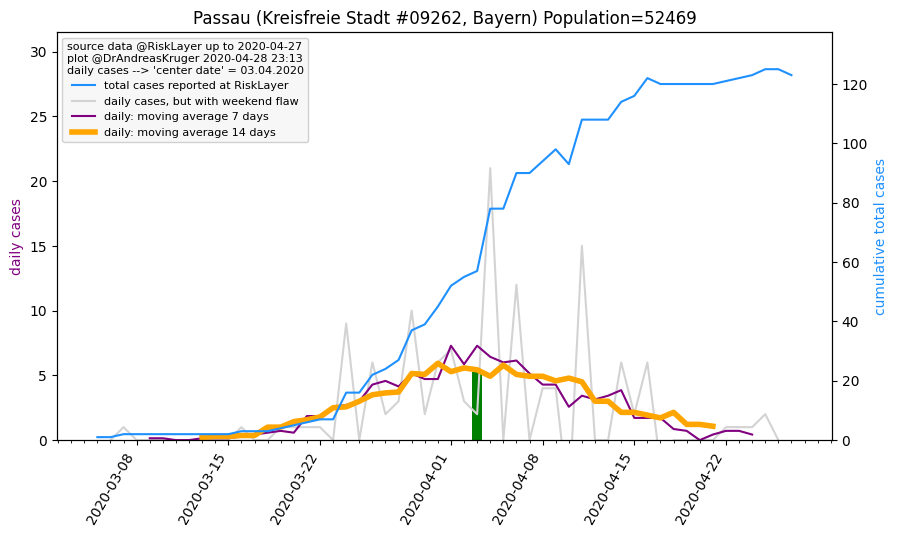 Passau (Kreisfreie Stadt #09262, Bayern) Population=52469
source data @RiskLayer up to 2020-04-27
plot @DrAndreasKruger 2020-04-28 23:13
daily cases --> 'center date' = 03.04.2020
total cases reported at RiskLayer
daily cases, but with weekend flaw
daily: moving average 7 days
daily: moving average 14 days
30
25
20
15
10
5
0
daily cases
120
100
80
60
40
20
0
cumulative total cases
2020-03-08
2020-03-15
2020-03-22
2020-04-01
2020-04-08
2020-04-15
2020-04-22